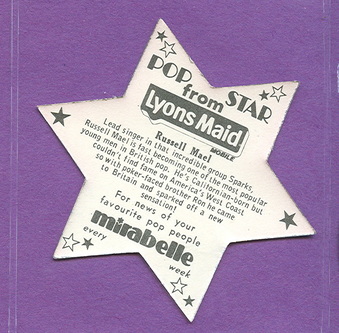 POP STAR
from
Lyons Maid
MOBILE
Russell Mael
Lead singer in that incredible group Sparks,
Russell Mael is fast becoming one of the most popular
young men in British pop. He's Californian-born but
couldn't find fame on America's West Coast
so with poker-faced brother Ron he came
to Britain and sparked off a new
sensation!
For news of your
favourite pop people
mirabelle
every week